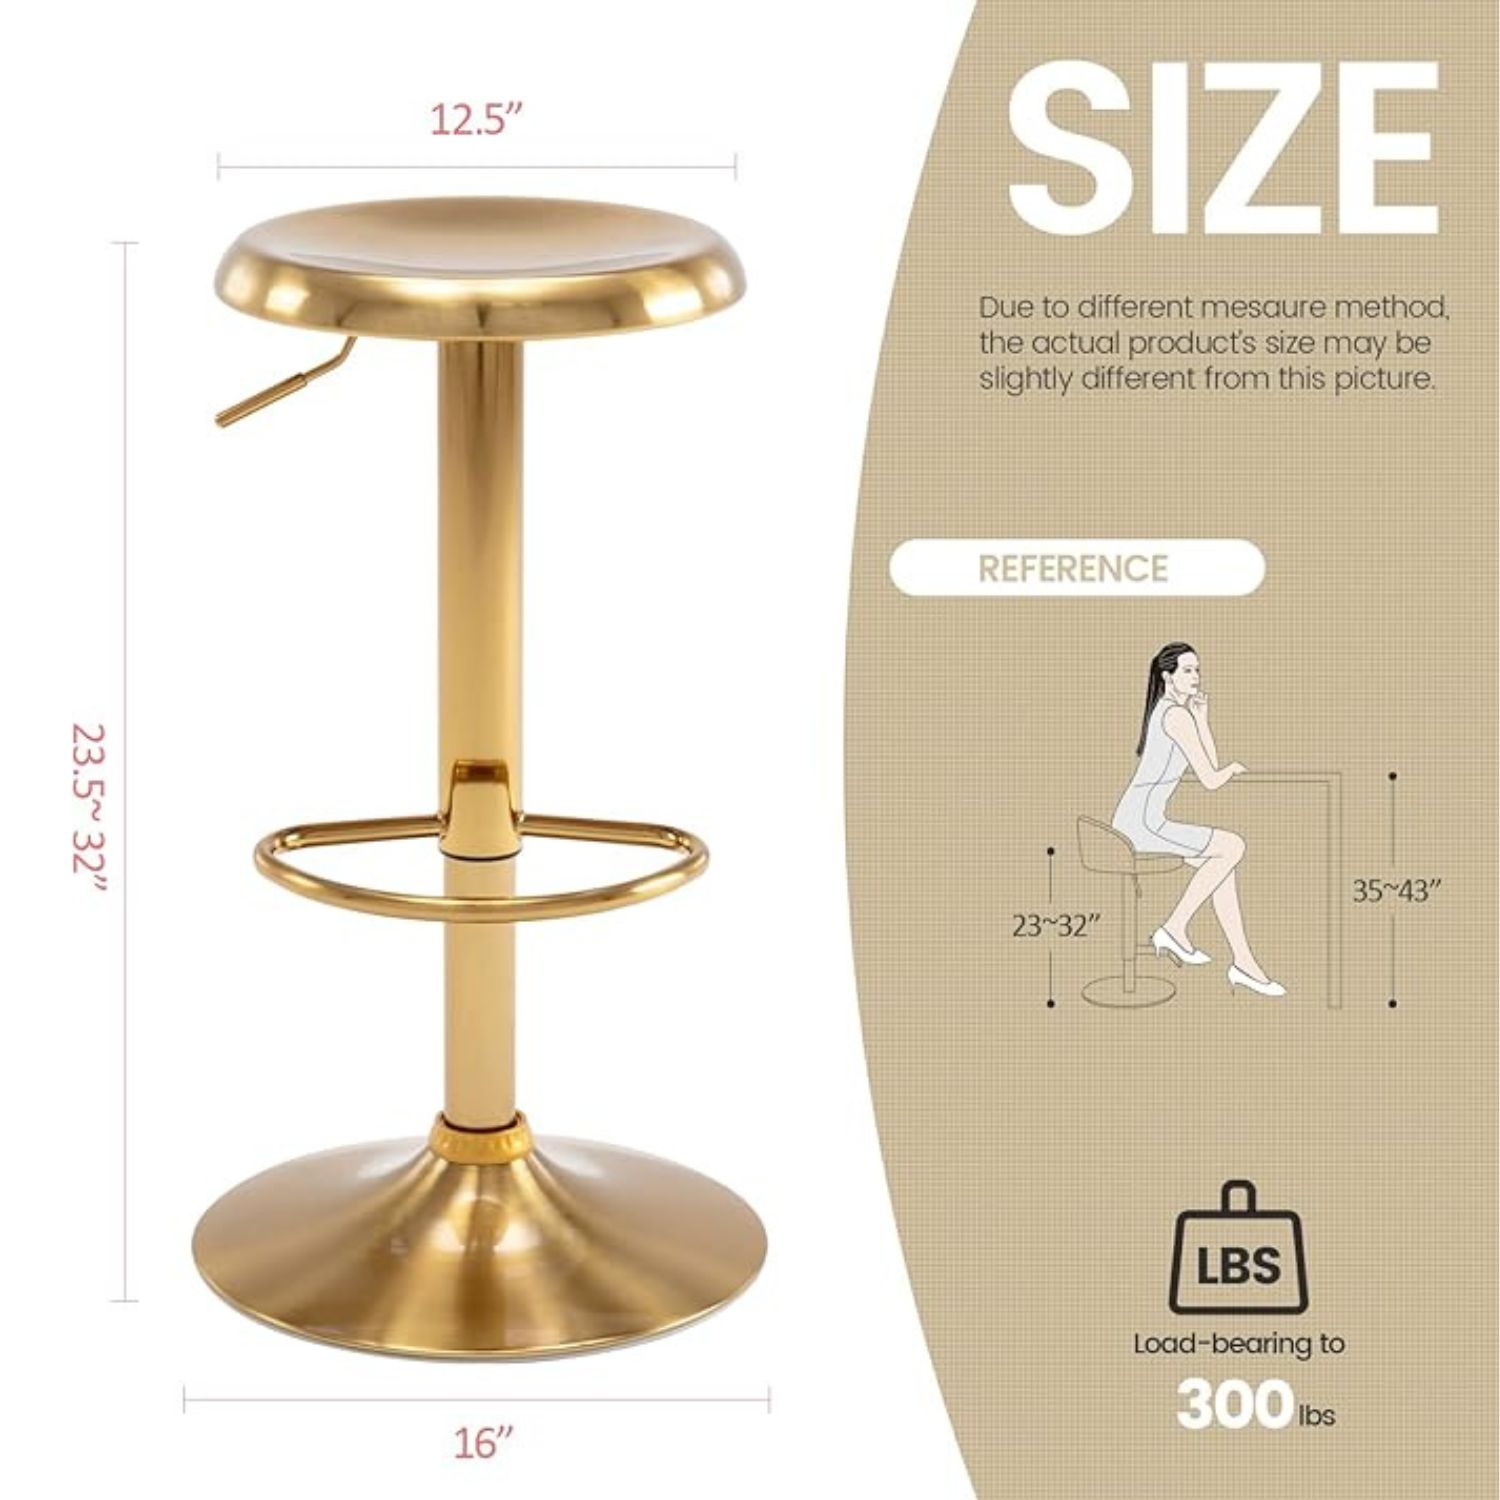 12.5”
23.5~32”
16”
SIZE
Due to different mesaure method,
the actual product's size may be
slightly different from this picture.
REFERENCE
23~32”
35~43”
LBS
Load-bearing to
300lbs